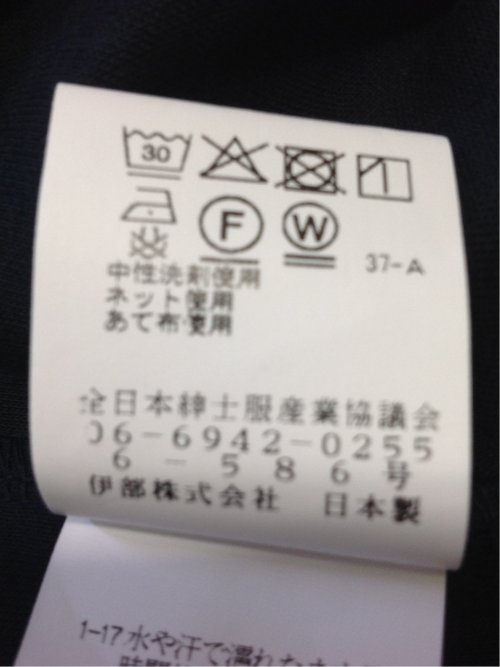 30
F W 37-A
中性洗剤使用
ネット使用
あて布使用
全日本紳士服産業協議会
06-6942-0255
6-586号
伊部株式会社 日本製
1-17水や汗で濡れた